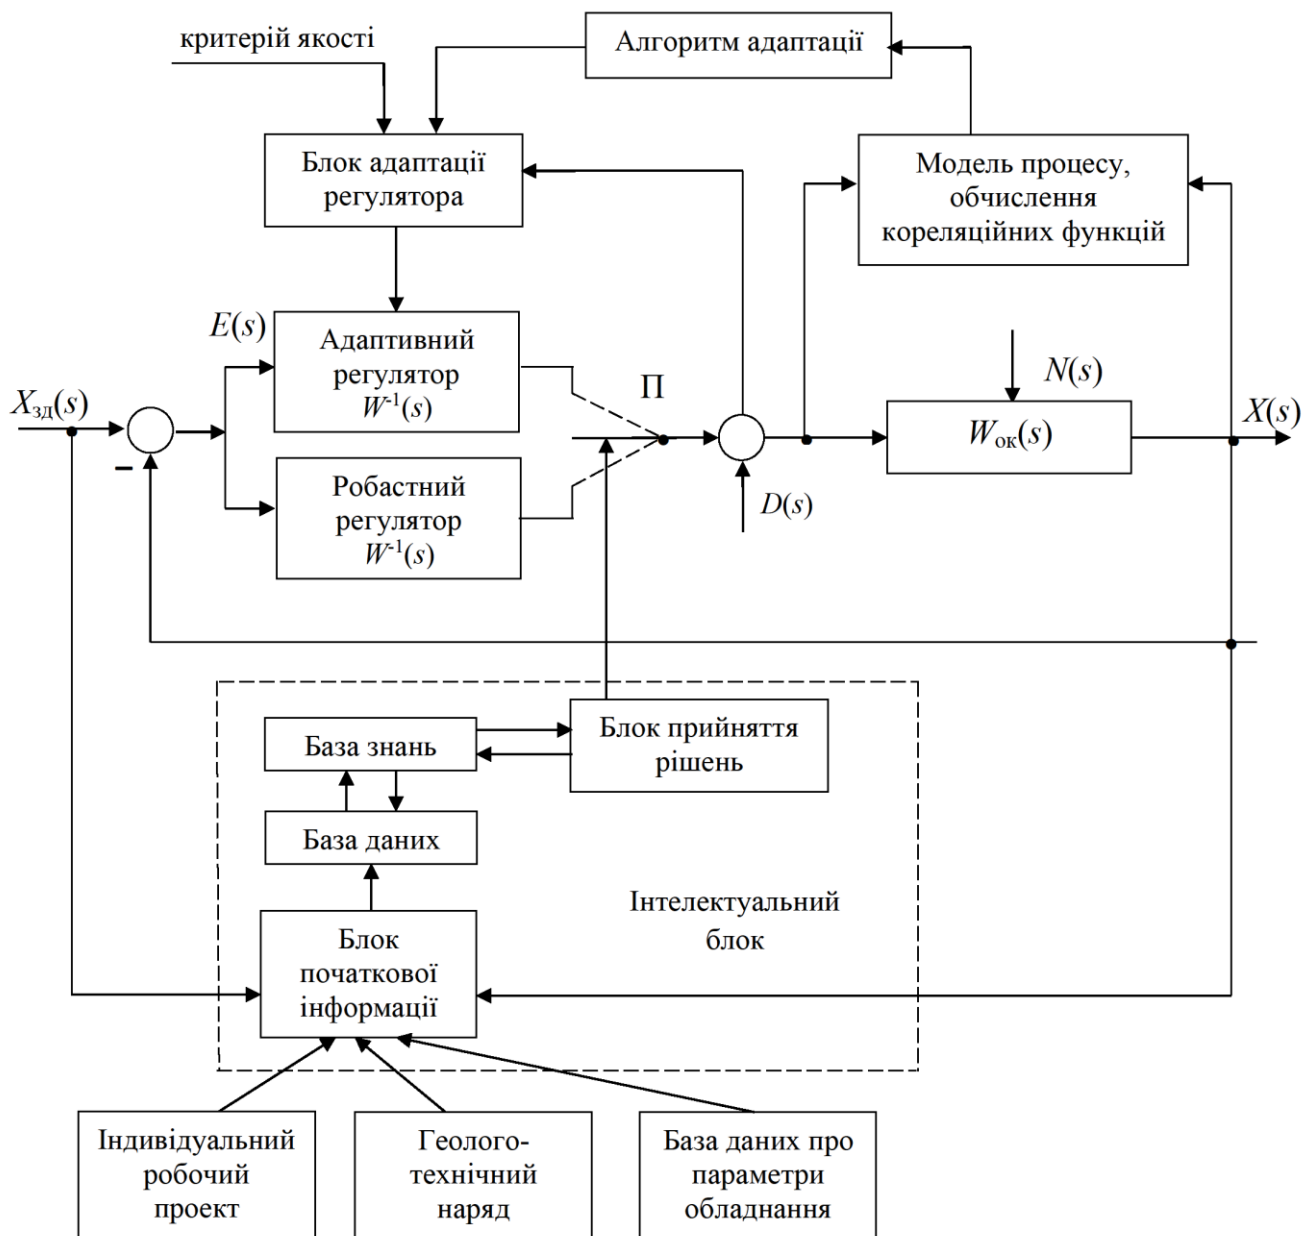 критерій якості
Алгоритм адаптації
Блок адаптації
регулятора
Модель процесу,
обчислення
кореляційних функцій
E(s)
Адаптивний
регулятор
W⁻¹(s)
П
N(s)
Xзд(s)
X(s)
Wок(s)
–
Робастний
регулятор
W⁻¹(s)
D(s)
База знань
Блок прийняття
рішень
База даних
Інтелектуальний
блок
Блок
початкової
інформації
Індивідуальний
робочий
проект
Геолого-
технічний
наряд
База даних про
параметри
обладнання